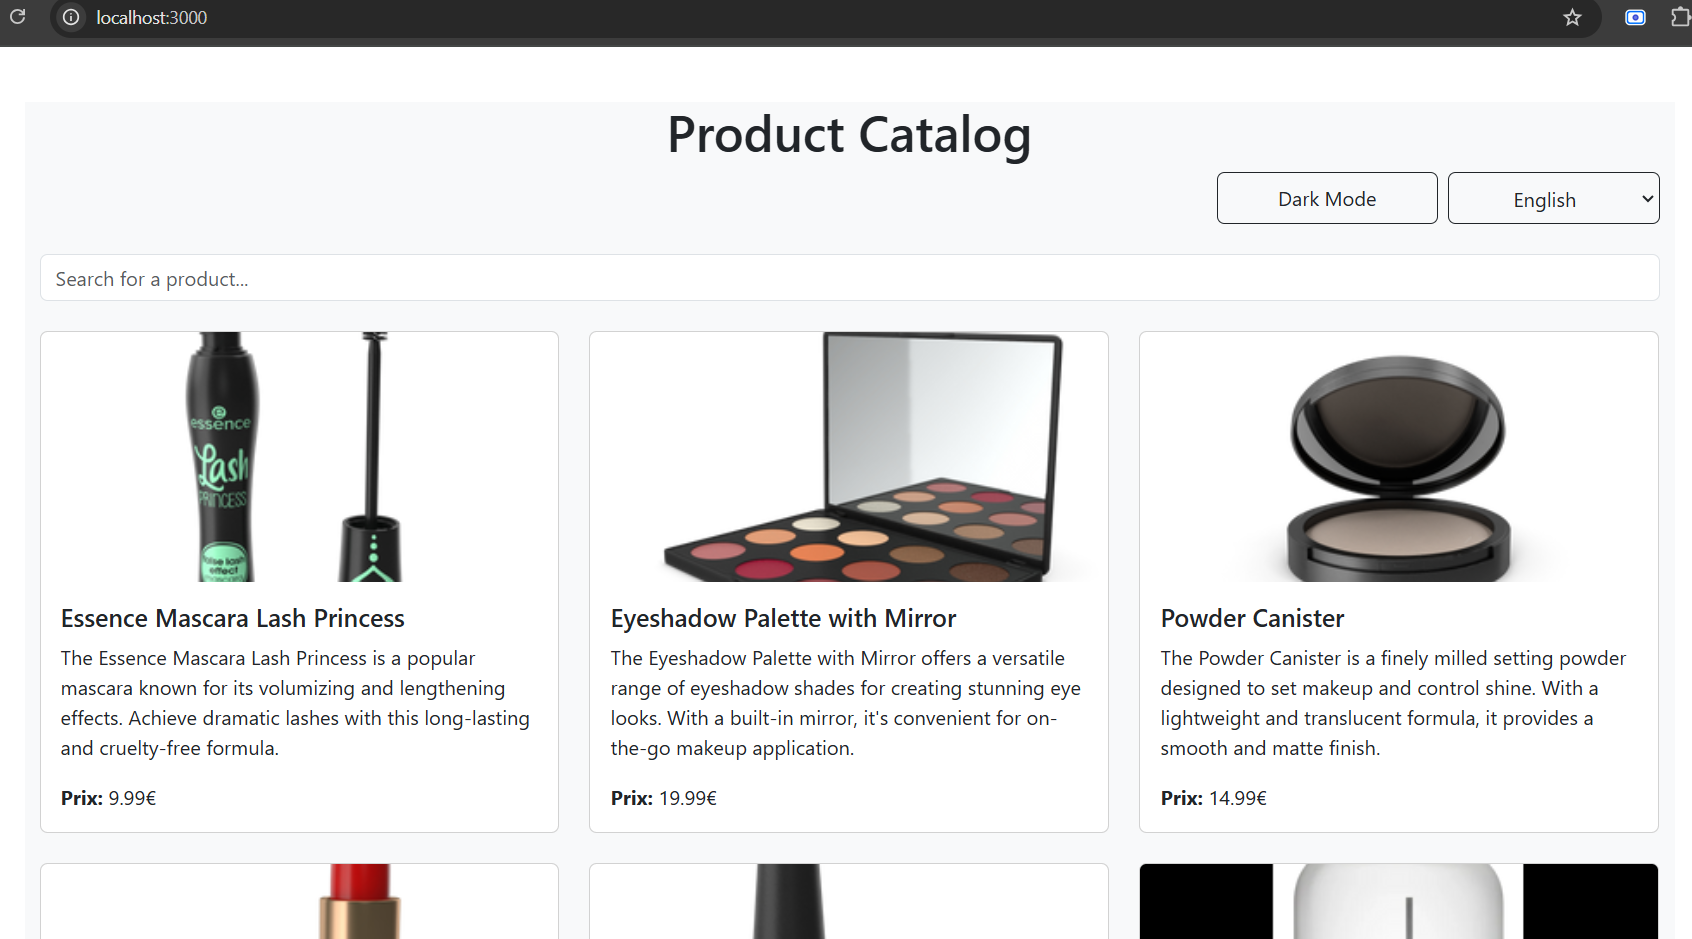 localhost:3000
Product Catalog
Dark Mode
English
Search for a product...
essence
Lash
PRINCESS
false lash
effect
Essence Mascara Lash Princess
The Essence Mascara Lash Princess is a popular
mascara known for its volumizing and lengthening
effects. Achieve dramatic lashes with this long-lasting
and cruelty-free formula.
Prix: 9.99€
Eyeshadow Palette with Mirror
The Eyeshadow Palette with Mirror offers a versatile
range of eyeshadow shades for creating stunning eye
looks. With a built-in mirror, it's convenient for on-
the-go makeup application.
Prix: 19.99€
Powder Canister
The Powder Canister is a finely milled setting powder
designed to set makeup and control shine. With a
lightweight and translucent formula, it provides a
smooth and matte finish.
Prix: 14.99€